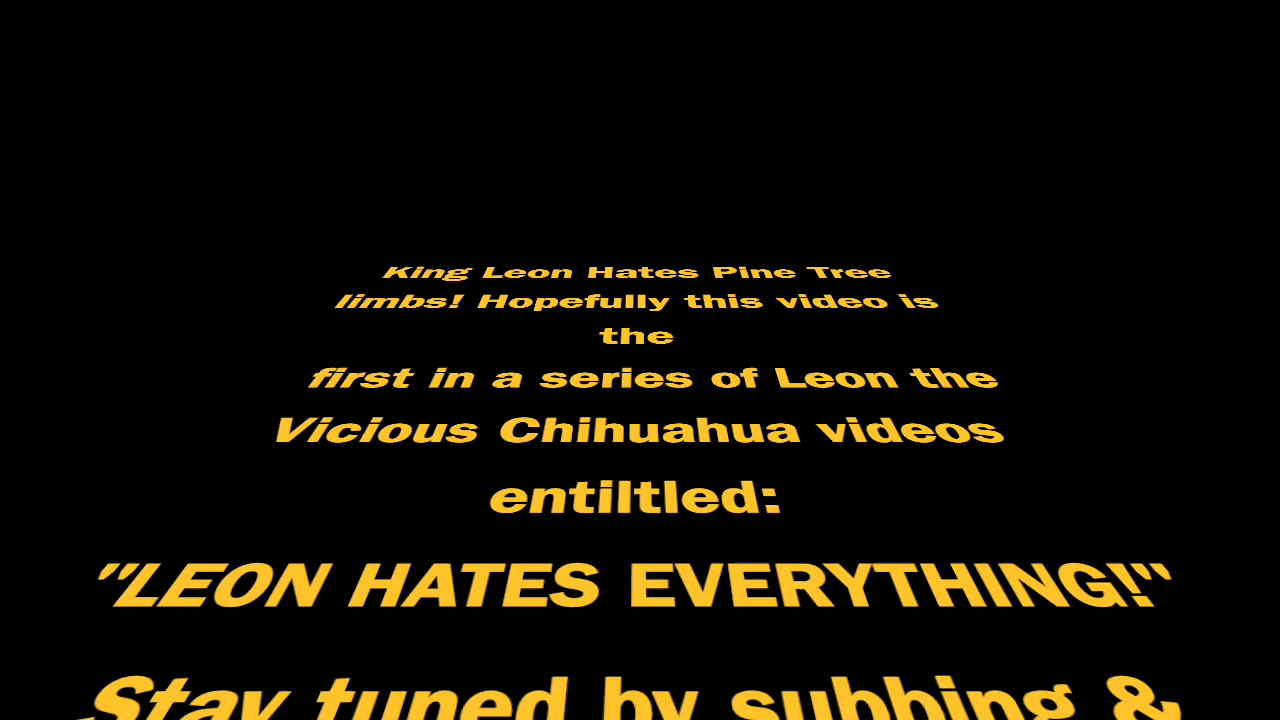 King Leon Hates Pine Tree
limbs! Hopefully this video is
the
first in a series of Leon the
Vicious Chihuahua videos
entiltled:
"LEON HATES EVERYTHING!"
Stay tuned by subbing &